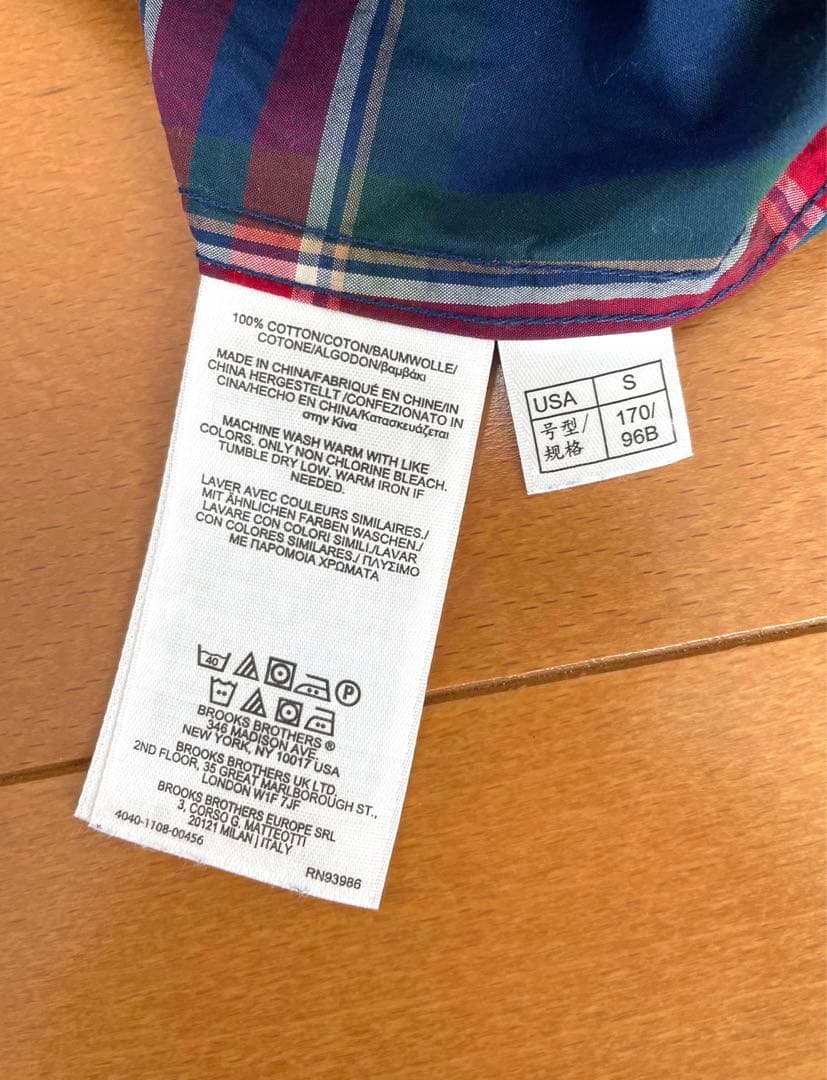 100% COTTON/COTON/BAUMWOLLE/
COTONE/ALGODON/βαμβάκι
MADE IN CHINA/FABRIQUÉ EN CHINE/IN
CHINA HERGESTELLT /CONFEZIONATO IN
CINA/HECHO EN CHINA/Κατασκευάζεται
στην Κίνα
MACHINE WASH WARM WITH LIKE
COLORS. ONLY NON CHLORINE BLEACH.
TUMBLE DRY LOW. WARM IRON IF
NEEDED.
LAVER AVEC COULEURS SIMILAIRES./
MIT ÄHNLICHEN FARBEN WASCHEN./
LAVARE CON COLORI SIMILI/LAVAR
CON COLORES SIMILARES./ ΠΛΥΣΙΜΟ
ΜΕ ΠΑΡΟΜΟΙΑ ΧΡΩΜΑΤΑ
40 P
BROOKS BROTHERS ®
346 MADISON AVE.
NEW YORK, NY 10017 USA
BROOKS BROTHERS UK LTD.
2ND FLOOR, 35 GREAT MARLBOROUGH ST.,
LONDON W1F 7JF
BROOKS BROTHERS EUROPE SRL
3, CORSO G. MATTEOTTI
20121 MILAN | ITALY
4040-1108-00456
RN93986
USA S
号型/ 170/
规格 96B